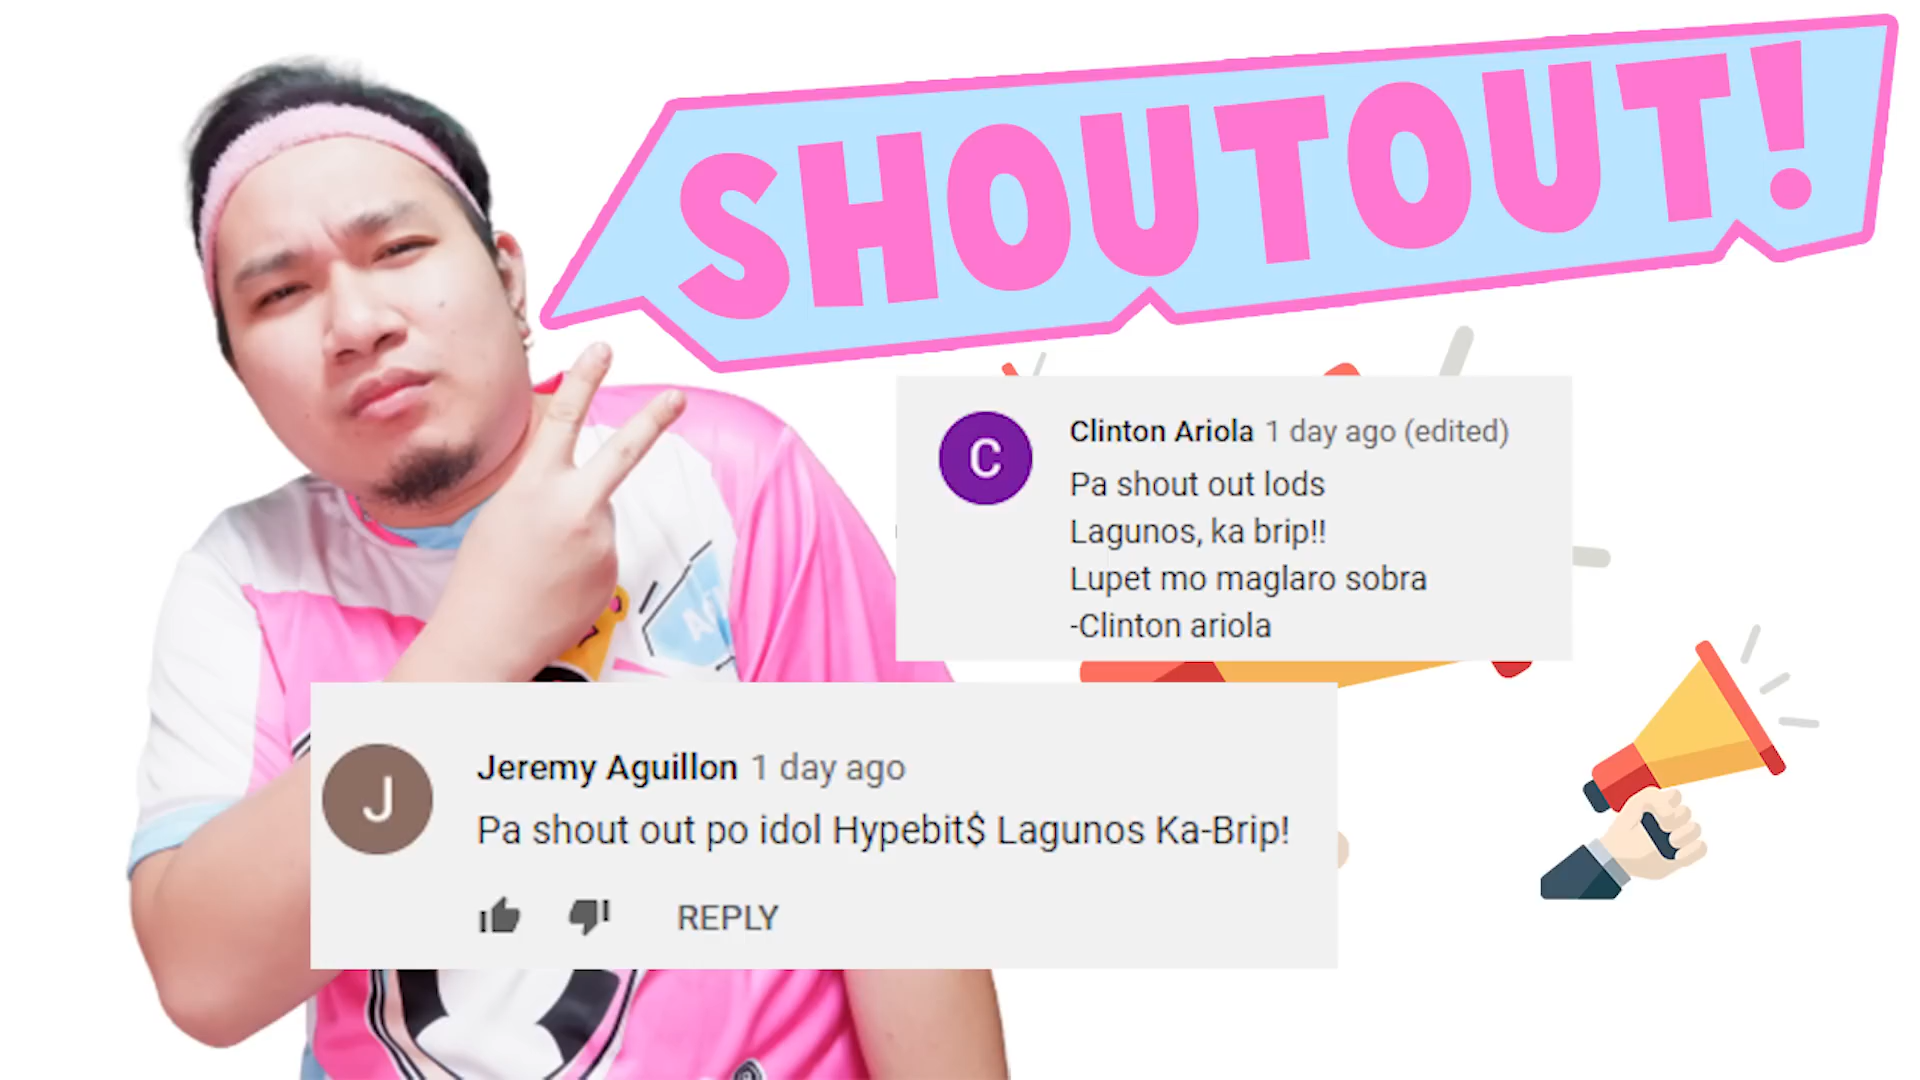 SHOUTOUT!
C
Clinton Ariola 1 day ago (edited)
Pa shout out lods
Lagunos, ka brip!!
Lupet mo maglaro sobra
-Clinton ariola
J
Jeremy Aguillon 1 day ago
Pa shout out po idol Hypebit$ Lagunos Ka-Brip!
REPLY